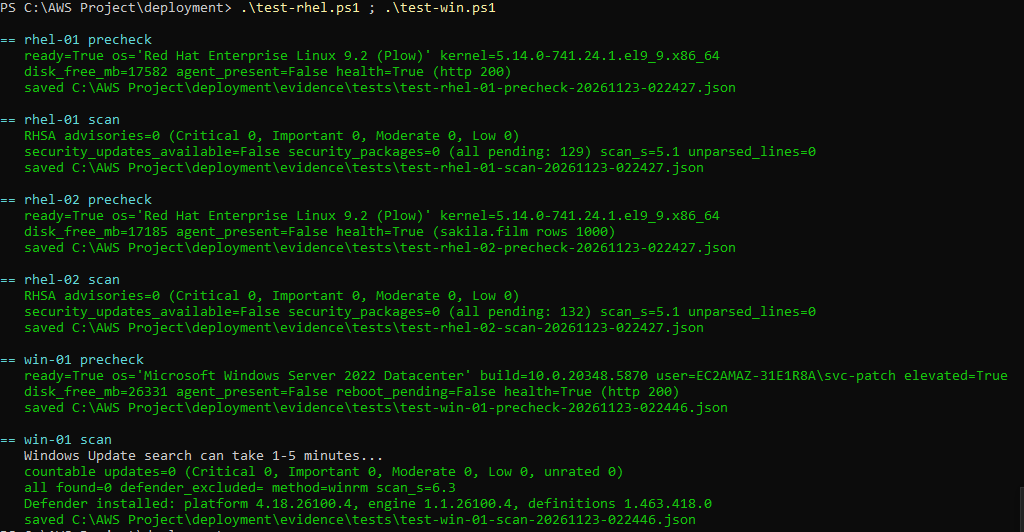 PS C:\AWS Project\deployment> .\test-rhel.ps1 ; .\test-win.ps1
== rhel-01 precheck
ready=True os='Red Hat Enterprise Linux 9.2 (Plow)' kernel=5.14.0-741.24.1.el9_9.x86_64
disk_free_mb=17582 agent_present=False health=True (http 200)
saved C:\AWS Project\deployment\evidence\tests\test-rhel-01-precheck-20261123-022427.json
== rhel-01 scan
RHSA advisories=0 (Critical 0, Important 0, Moderate 0, Low 0)
security_updates_available=False security_packages=0 (all pending: 129) scan_s=5.1 unparsed_lines=0
saved C:\AWS Project\deployment\evidence\tests\test-rhel-01-scan-20261123-022427.json
== rhel-02 precheck
ready=True os='Red Hat Enterprise Linux 9.2 (Plow)' kernel=5.14.0-741.24.1.el9_9.x86_64
disk_free_mb=17185 agent_present=False health=True (sakila.film rows 1000)
saved C:\AWS Project\deployment\evidence\tests\test-rhel-02-precheck-20261123-022427.json
== rhel-02 scan
RHSA advisories=0 (Critical 0, Important 0, Moderate 0, Low 0)
security_updates_available=False security_packages=0 (all pending: 132) scan_s=5.1 unparsed_lines=0
saved C:\AWS Project\deployment\evidence\tests\test-rhel-02-scan-20261123-022427.json
== win-01 precheck
ready=True os='Microsoft Windows Server 2022 Datacenter' build=10.0.20348.5870 user=EC2AMAZ-31E1R8A\svc-patch elevated=True
disk_free_mb=26331 agent_present=False reboot_pending=False health=True (http 200)
saved C:\AWS Project\deployment\evidence\tests\test-win-01-precheck-20261123-022446.json
== win-01 scan
Windows Update search can take 1-5 minutes...
countable updates=0 (Critical 0, Important 0, Moderate 0, Low 0, unrated 0)
all found=0 defender_excluded= method=winrm scan_s=6.3
Defender installed: platform 4.18.26100.4, engine 1.1.26100.4, definitions 1.463.418.0
saved C:\AWS Project\deployment\evidence\tests\test-win-01-scan-20261123-022446.json